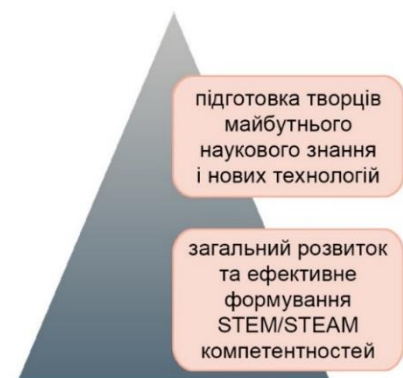 підготовка творців
майбутнього
наукового знання
і нових технологій
загальний розвиток
та ефективне
формування
STEM/STEAM
компетентностей